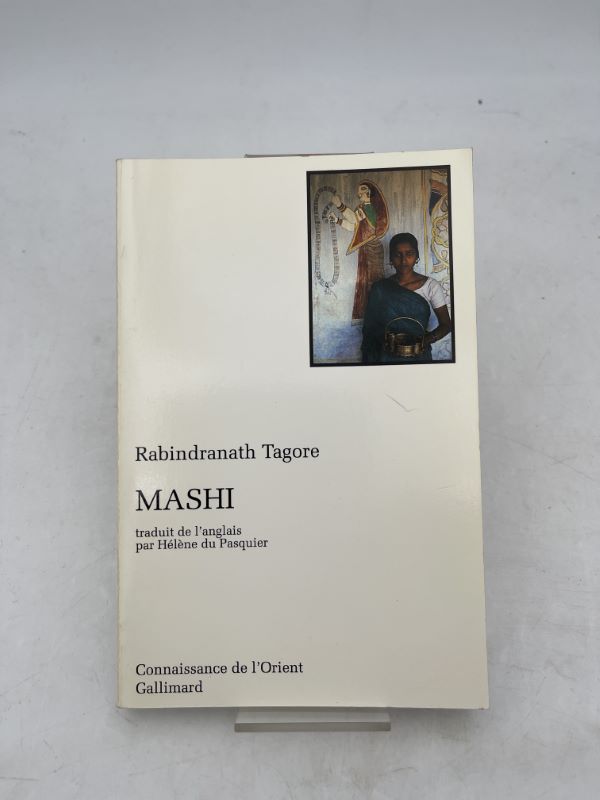 Rabindranath Tagore
MASHI
traduit de l'anglais
par Hélène du Pasquier
Connaissance de l'Orient
Gallimard